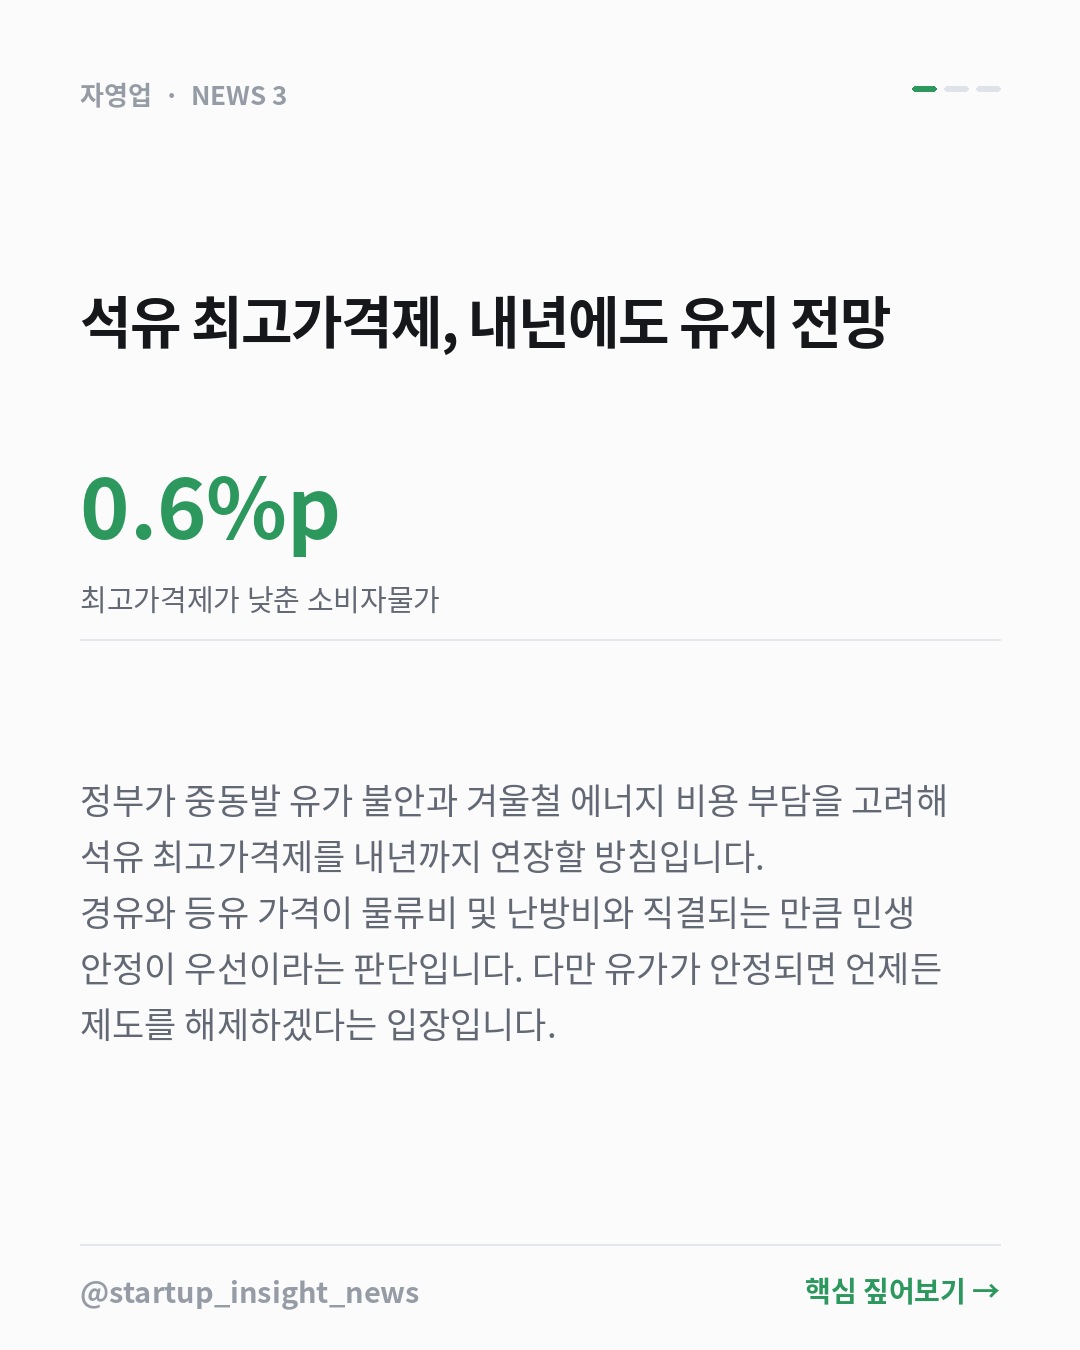 자영업 · NEWS 3
석유 최고가격제, 내년에도 유지 전망
0.6%p
최고가격제가 낮춘 소비자물가
정부가 중동발 유가 불안과 겨울철 에너지 비용 부담을 고려해
석유 최고가격제를 내년까지 연장할 방침입니다.
경유와 등유 가격이 물류비 및 난방비와 직결되는 만큼 민생
안정이 우선이라는 판단입니다. 다만 유가가 안정되면 언제든
제도를 해제하겠다는 입장입니다.
@startup_insight_news
핵심 짚어보기 →